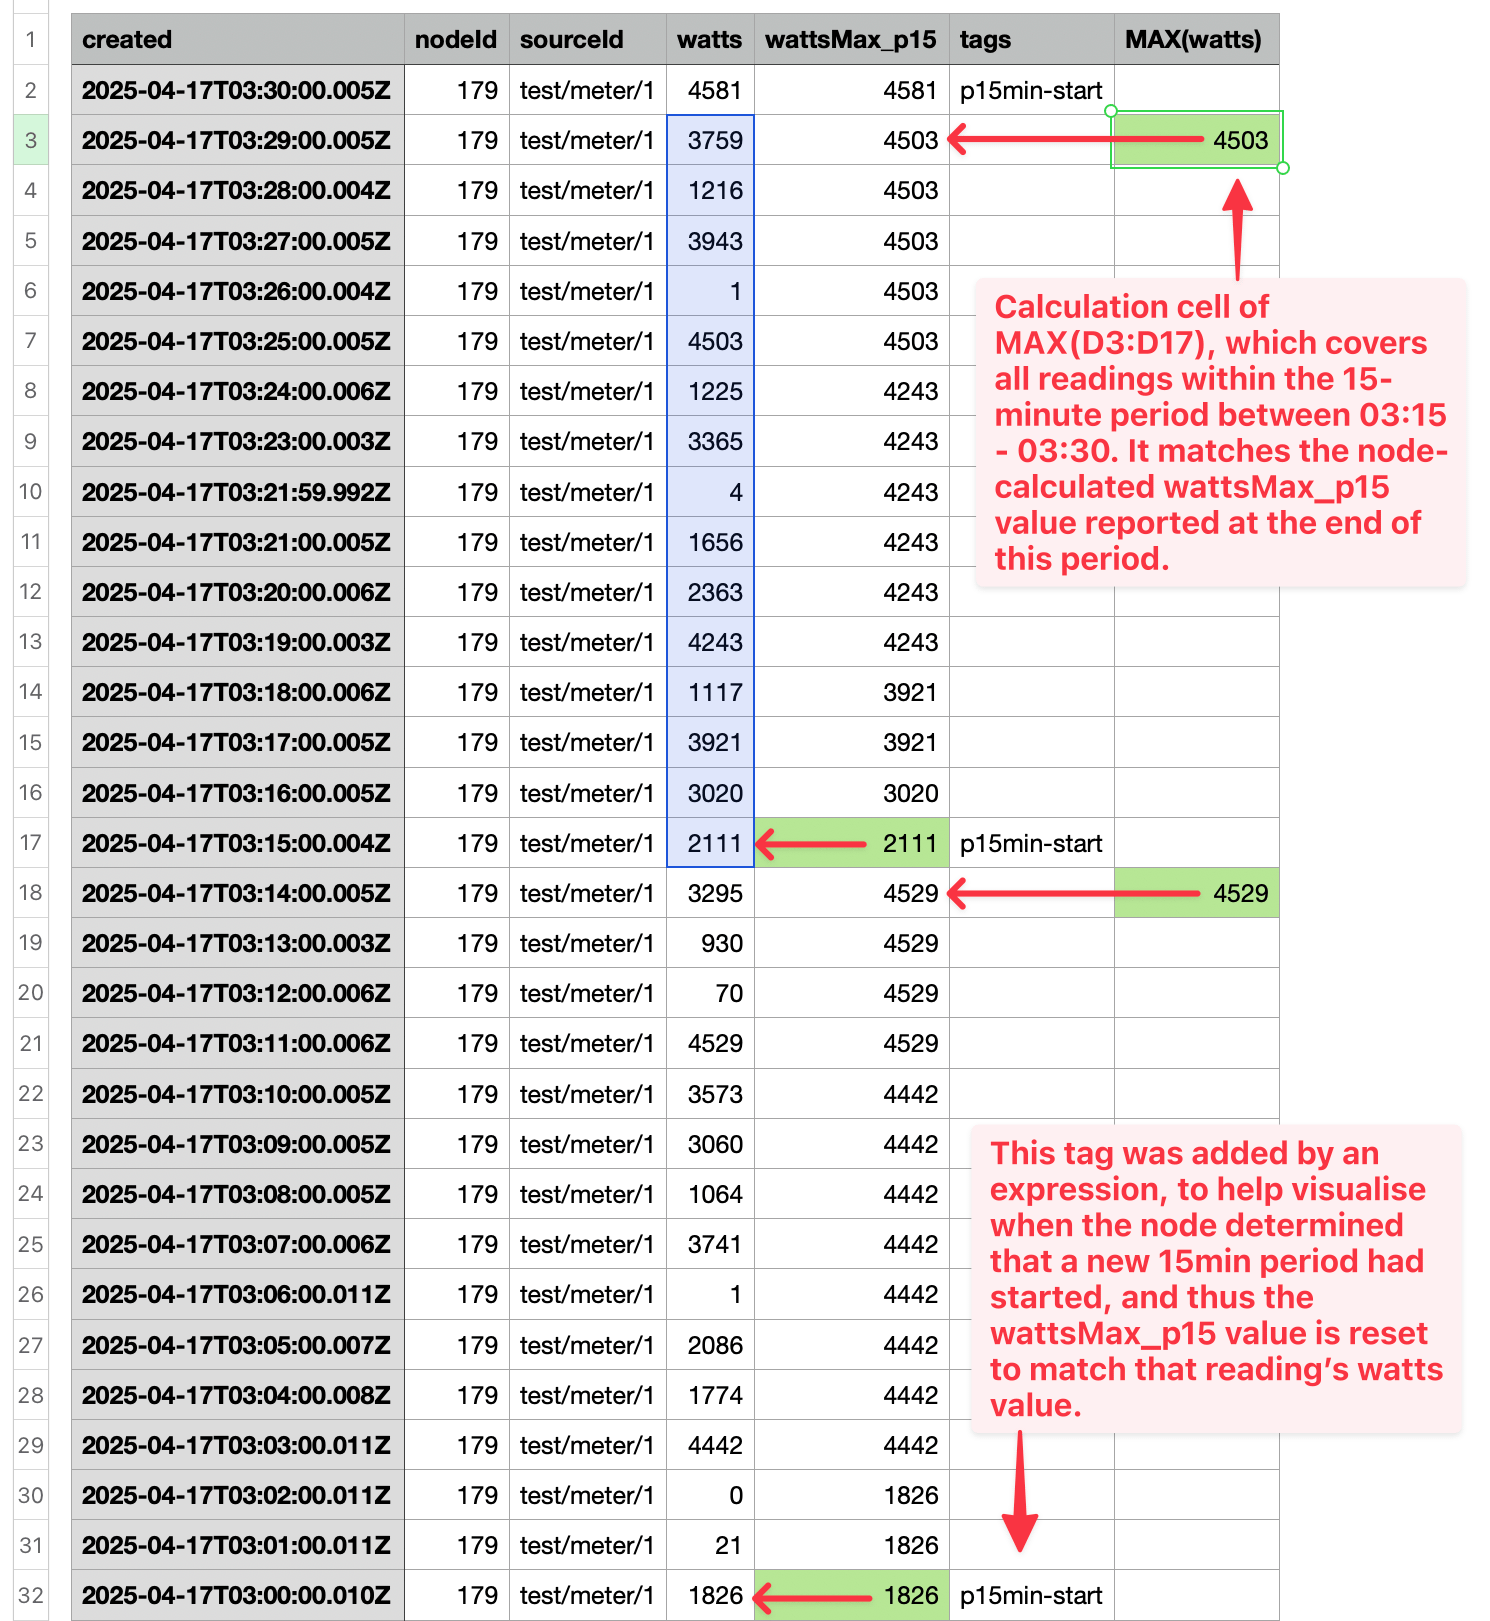 1 created nodeId sourceId watts wattsMax_p15 tags MAX(watts)
2 2025-04-17T03:30:00.005Z 179 test/meter/1 4581 4581 p15min-start
3 2025-04-17T03:29:00.005Z 179 test/meter/1 3759 4503 4503
4 2025-04-17T03:28:00.004Z 179 test/meter/1 1216 4503
5 2025-04-17T03:27:00.005Z 179 test/meter/1 3943 4503
6 2025-04-17T03:26:00.004Z 179 test/meter/1 1 4503
7 2025-04-17T03:25:00.005Z 179 test/meter/1 4503 4503
8 2025-04-17T03:24:00.006Z 179 test/meter/1 1225 4243
9 2025-04-17T03:23:00.003Z 179 test/meter/1 3365 4243
10 2025-04-17T03:21:59.992Z 179 test/meter/1 4 4243
11 2025-04-17T03:21:00.005Z 179 test/meter/1 1656 4243
12 2025-04-17T03:20:00.006Z 179 test/meter/1 2363 4243
13 2025-04-17T03:19:00.003Z 179 test/meter/1 4243 4243
14 2025-04-17T03:18:00.006Z 179 test/meter/1 1117 3921
15 2025-04-17T03:17:00.005Z 179 test/meter/1 3921 3921
16 2025-04-17T03:16:00.005Z 179 test/meter/1 3020 3020
17 2025-04-17T03:15:00.004Z 179 test/meter/1 2111 2111 p15min-start
18 2025-04-17T03:14:00.005Z 179 test/meter/1 3295 4529 4529
19 2025-04-17T03:13:00.003Z 179 test/meter/1 930 4529
20 2025-04-17T03:12:00.006Z 179 test/meter/1 70 4529
21 2025-04-17T03:11:00.006Z 179 test/meter/1 4529 4529
22 2025-04-17T03:10:00.005Z 179 test/meter/1 3573 4442
23 2025-04-17T03:09:00.005Z 179 test/meter/1 3060 4442
24 2025-04-17T03:08:00.005Z 179 test/meter/1 1064 4442
25 2025-04-17T03:07:00.006Z 179 test/meter/1 3741 4442
26 2025-04-17T03:06:00.011Z 179 test/meter/1 1 4442
27 2025-04-17T03:05:00.007Z 179 test/meter/1 2086 4442
28 2025-04-17T03:04:00.008Z 179 test/meter/1 1774 4442
29 2025-04-17T03:03:00.011Z 179 test/meter/1 4442 4442
30 2025-04-17T03:02:00.011Z 179 test/meter/1 0 1826
31 2025-04-17T03:01:00.011Z 179 test/meter/1 21 1826
32 2025-04-17T03:00:00.010Z 179 test/meter/1 1826 1826 p15min-start
Calculation cell of
MAX(D3:D17), which covers
all readings within the 15-
minute period between 03:15
- 03:30. It matches the node-
calculated wattsMax_p15
value reported at the end of
this period.
This tag was added by an
expression, to help visualise
when the node determined
that a new 15min period had
started, and thus the
wattsMax_p15 value is reset
to match that reading’s watts
value.